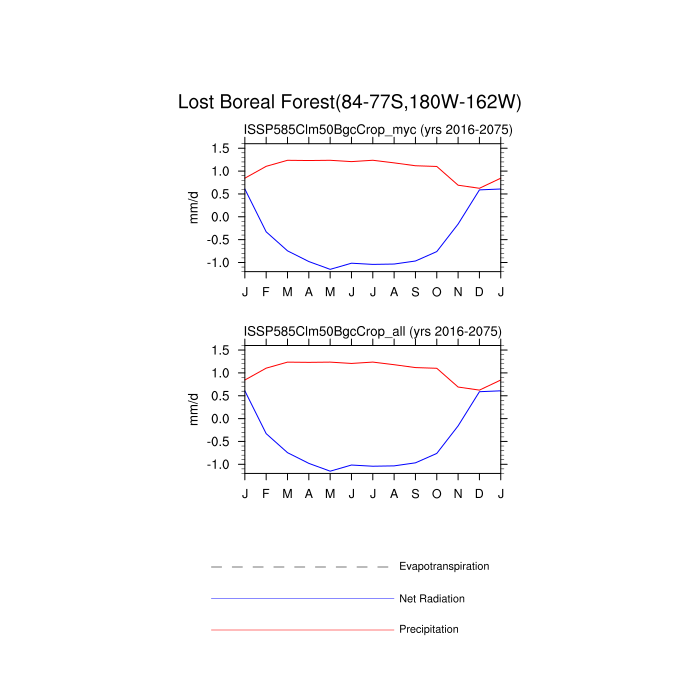 Lost Boreal Forest(84-77S,180W-162W)
ISSP585Clm50BgcCrop_myc (yrs 2016-2075)
1.5
1.0
0.5
0.0
-0.5
-1.0
mm/d
J F M A M J J A S O N D J
ISSP585Clm50BgcCrop_all (yrs 2016-2075)
1.5
1.0
0.5
0.0
-0.5
-1.0
mm/d
J F M A M J J A S O N D J
Evapotranspiration
Net Radiation
Precipitation